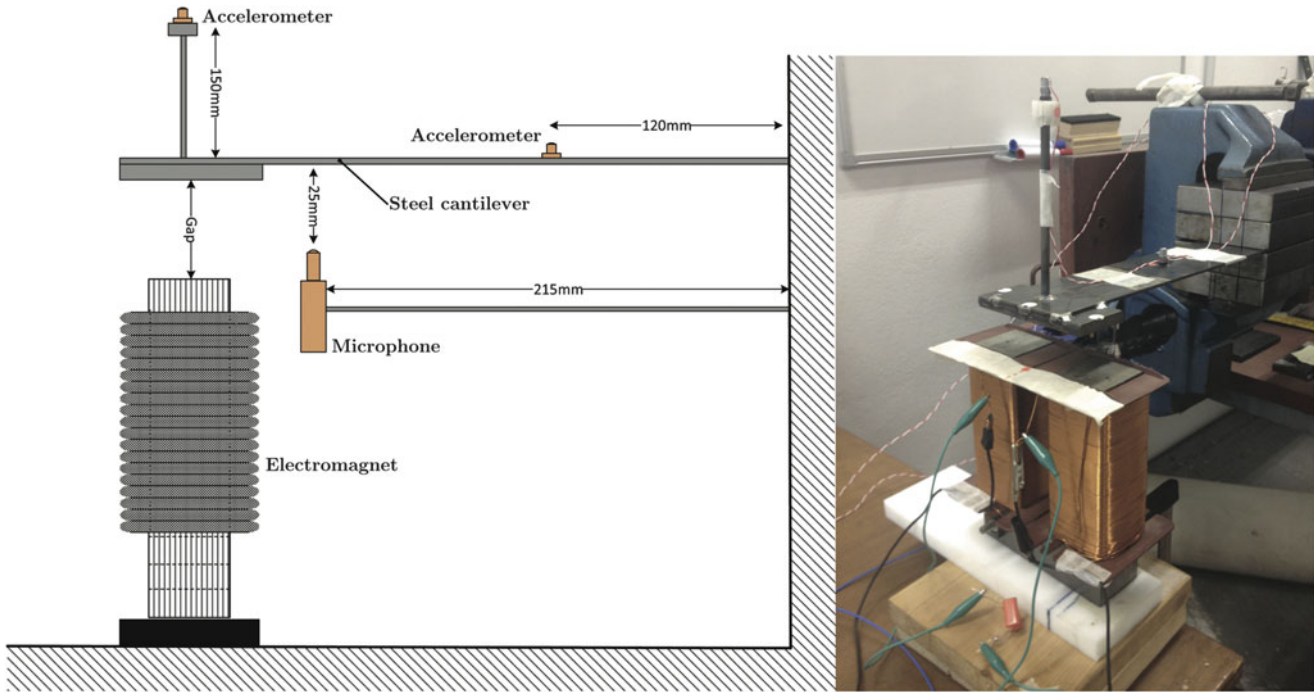 Accelerometer
150mm
Accelerometer
120mm
25mm
Steel cantilever
Gap
215mm
Microphone
Electromagnet